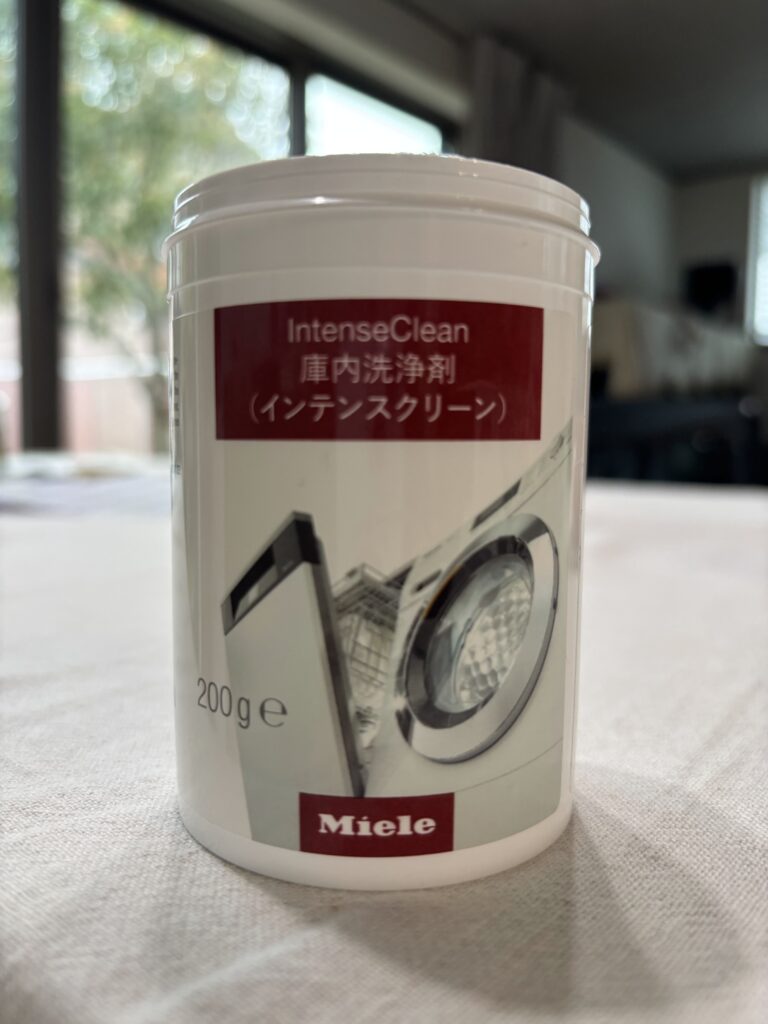 IntenseClean
庫内洗浄剤
（インテンスクリーン）
200 g ℮
Miele